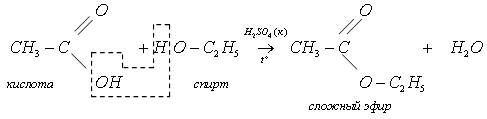 O O
H₂SO₄ (к)
CH₃ – C + H O – C₂H₅ → CH₃ – C + H₂O
t°
OH O – C₂H₅
кислота спирт
сложный эфир